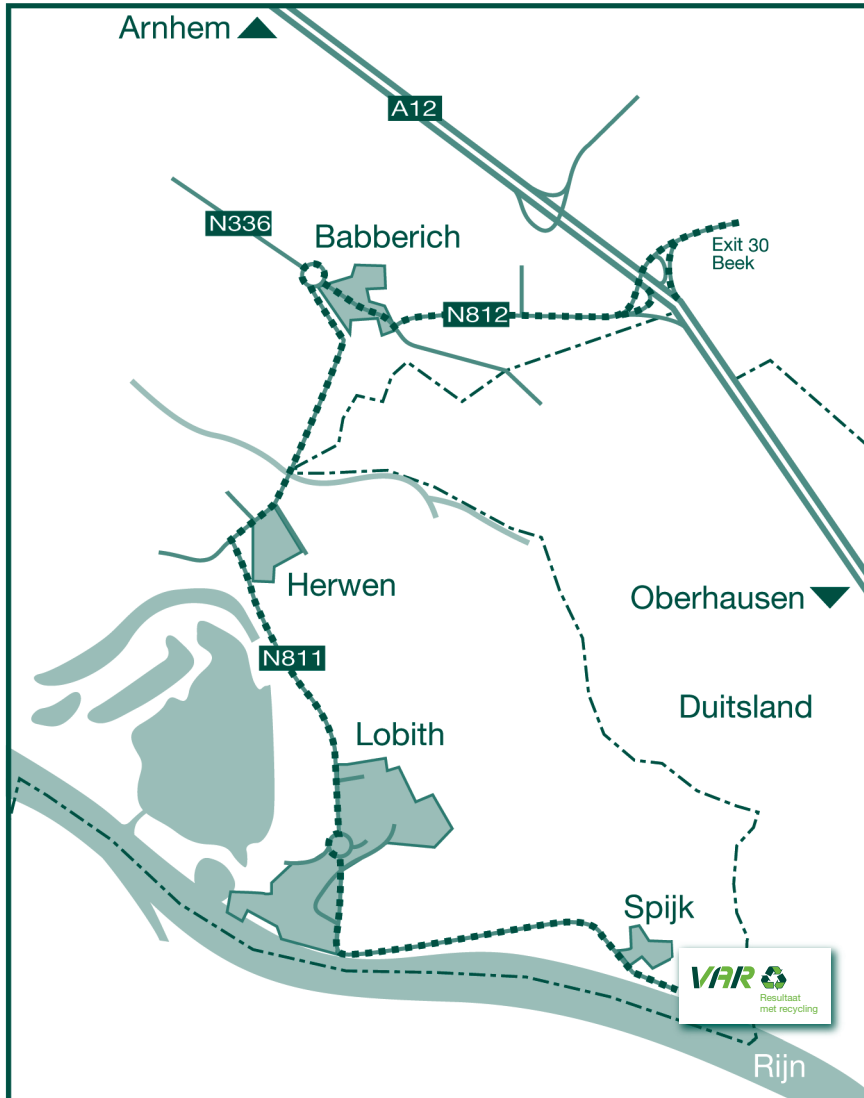 Arnhem
A12
N336
Babberich
Exit 30
Beek
N812
Herwen
Oberhausen
N811
Duitsland
Lobith
Spijk
VAR
Resultaat
met recycling
Rijn